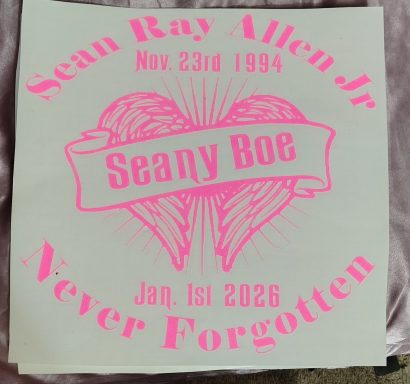 Sean Ray Allen Jr
Nov. 23rd 1994
Seany Boe
Jan. 1st 2026
Never Forgotten